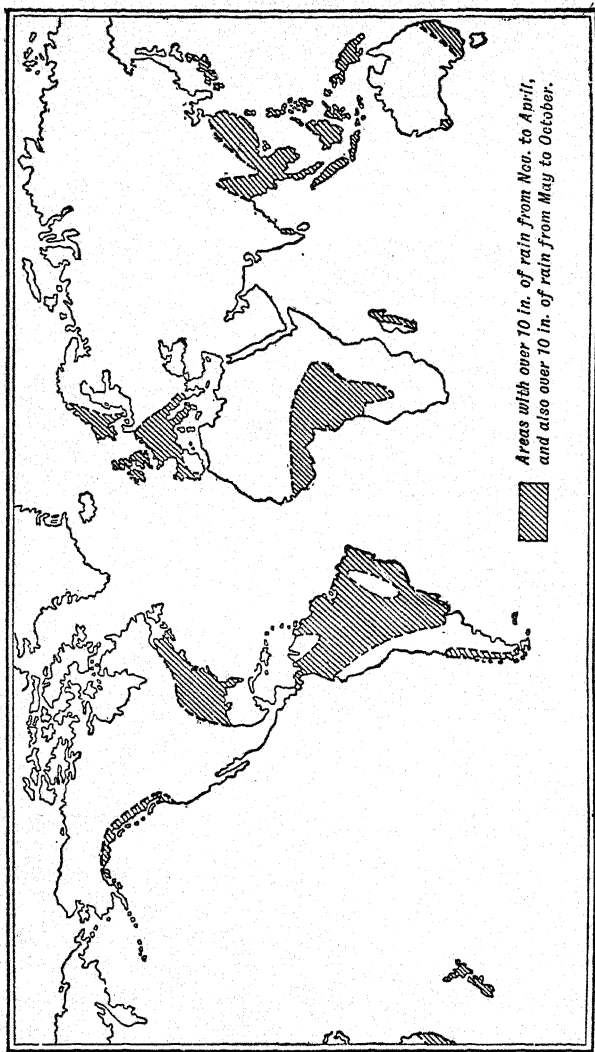 Areas with over 10 in. of rain from Nov. to April,
and also over 10 in. of rain from May to October.